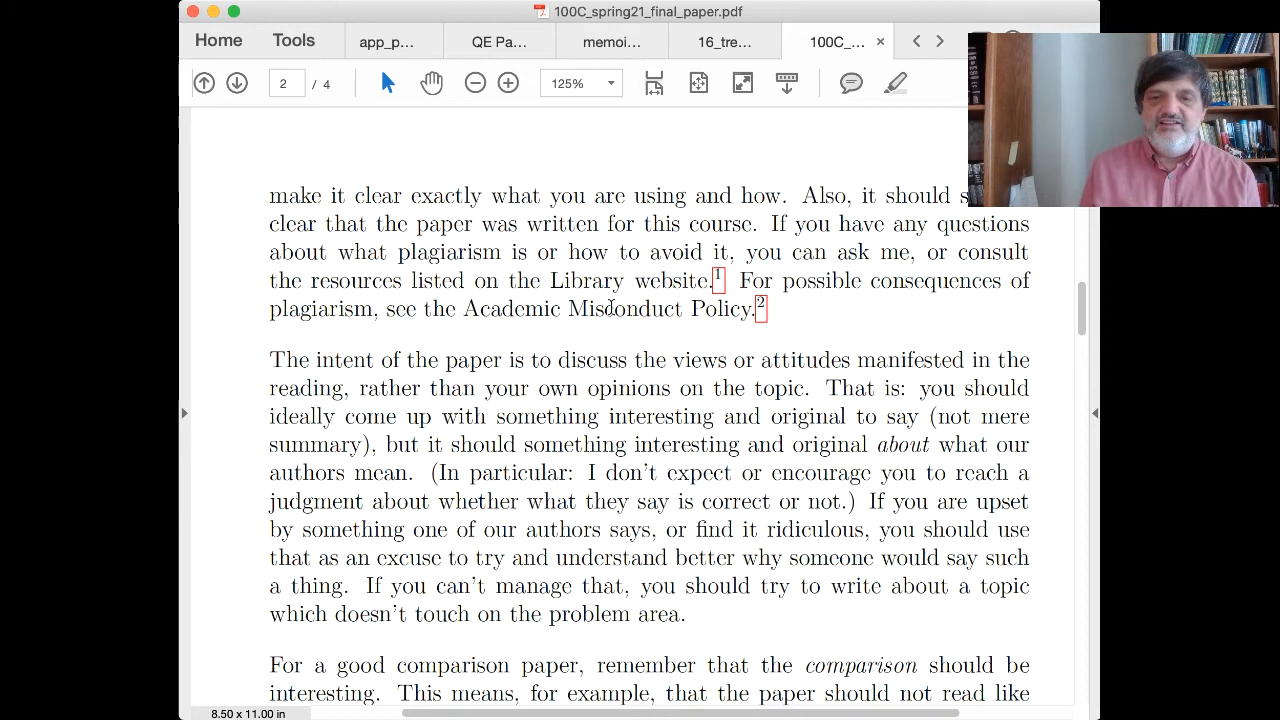 100C_spring21_final_paper.pdf
Home Tools app_p... QE Pa... memoi... 16_tre... 100C_...
2 / 4 125%
make it clear exactly what you are using and how. Also, it should
clear that the paper was written for this course. If you have any questions
about what plagiarism is or how to avoid it, you can ask me, or consult
the resources listed on the Library website.1 For possible consequences of
plagiarism, see the Academic Misconduct Policy.2
The intent of the paper is to discuss the views or attitudes manifested in the
reading, rather than your own opinions on the topic. That is: you should
ideally come up with something interesting and original to say (not mere
summary), but it should something interesting and original about what our
authors mean. (In particular: I don't expect or encourage you to reach a
judgment about whether what they say is correct or not.) If you are upset
by something one of our authors says, or find it ridiculous, you should use
that as an excuse to try and understand better why someone would say such
a thing. If you can't manage that, you should try to write about a topic
which doesn't touch on the problem area.
For a good comparison paper, remember that the comparison should be
interesting. This means, for example, that the paper should not read like
8.50 x 11.00 in